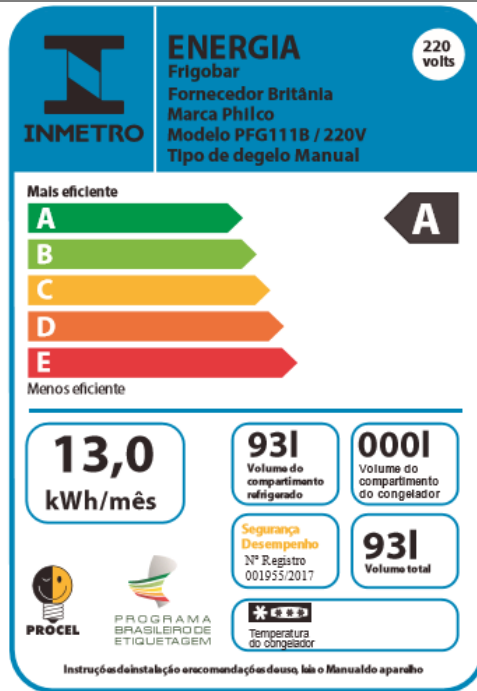 INMETRO
ENERGIA
Frigobar
Fornecedor Britânia
Marca Philco
Modelo PFG111B / 220V
Tipo de degelo Manual
220
volts
Mais eficiente
A
A
B
C
D
E
Menos eficiente
13,0
kWh/mês
93l
Volume do
compartimento
refrigerado
000l
Volume do
compartimento
do congelador
Segurança
Desempenho
Nº Registro
001955/2017
93l
Volume total
PROCEL
PROGRAMA
BRASILEIRO DE
ETIQUETAGEM
Temperatura
do congelador
Instruções de instalação e recomendações de uso, leia o Manual do aparelho